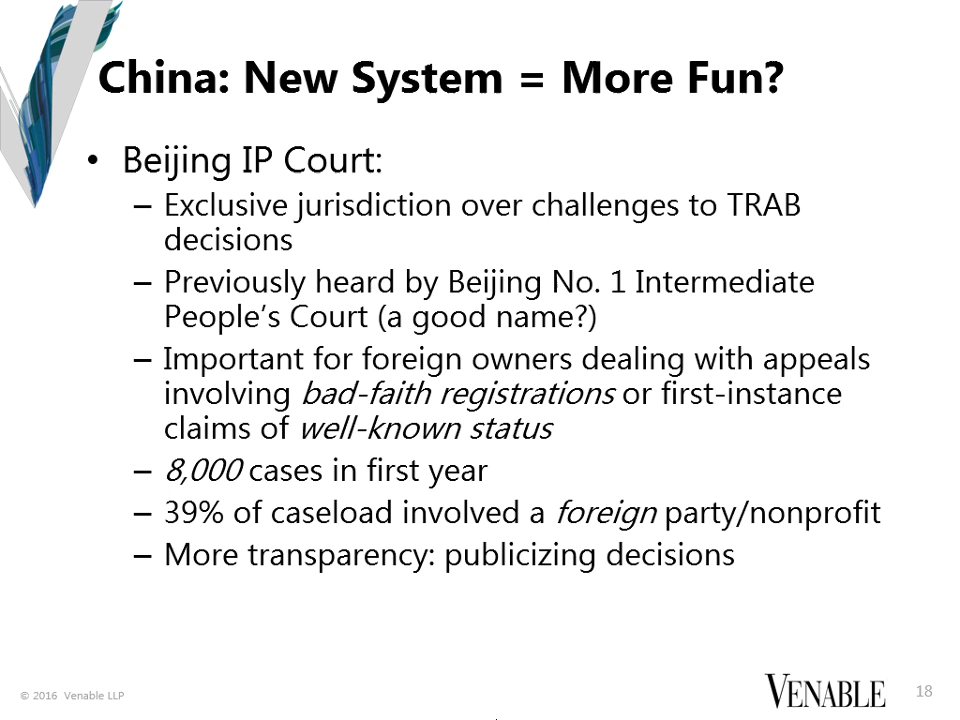 China: New System = More Fun?
• Beijing IP Court:
– Exclusive jurisdiction over challenges to TRAB
decisions
– Previously heard by Beijing No. 1 Intermediate
People's Court (a good name?)
– Important for foreign owners dealing with appeals
involving bad-faith registrations or first-instance
claims of well-known status
– 8,000 cases in first year
– 39% of caseload involved a foreign party/nonprofit
– More transparency: publicizing decisions
© 2016 Venable LLP
VENABLE
18